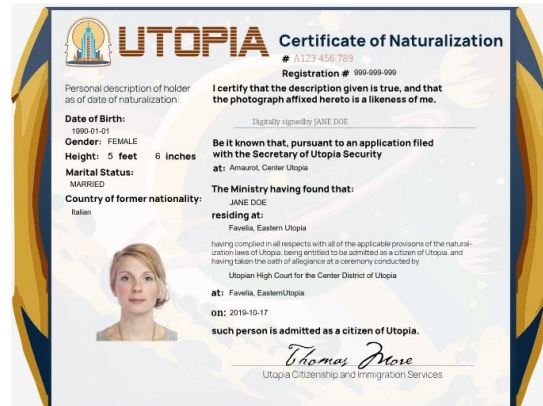 UTOPIA
Certificate of Naturalization
# A123 456 789
Registration # 999-999-999
Personal description of holder
as of date of naturalization:
Date of Birth:
1990-01-01
Gender: FEMALE
Height: 5 feet 6 inches
Marital Status:
MARRIED
Country of former nationality:
Italian
I certify that the description given is true, and that
the photograph affixed hereto is a likeness of me.
Digitally signedby JANE DOE
Be it known that, pursuant to an application filed
with the Secretary of Utopia Security
at: Amaurot, Center Utopia
The Ministry having found that:
JANE DOE
residing at:
Favelia, Eastern Utopia
having complied in all respects with all of the applicable provisons of the natural-
ization laws of Utopia, being entitled to be admitted as a citizen of Utopia, and
having taken the oath of allegiance at a ceremony conducted by
Utopian High Court for the Center District of Utopia
at: Favelia, EasternUtopia
on: 2019-10-17
such person is admitted as a citizen of Utopia.
Thomas More
Utopia Citizenship and Immigration Services